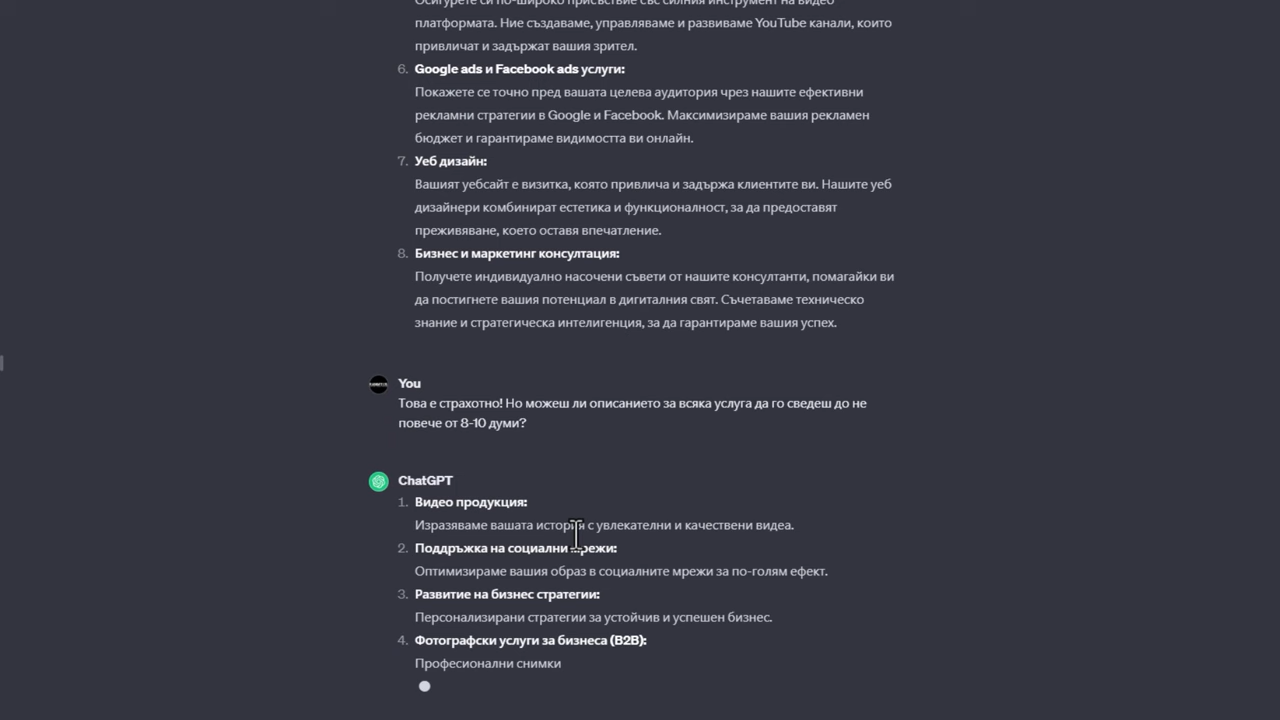 Осигурете си по-широко присъствие със силния инструмент на видео
платформата. Ние създаваме, управляваме и развиваме YouTube канали, които
привличат и задържат вашия зрител.
6. Google ads и Facebook ads услуги:
Покажете се точно пред вашата целева аудитория чрез нашите ефективни
рекламни стратегии в Google и Facebook. Максимизираме вашия рекламен
бюджет и гарантираме видимостта ви онлайн.
7. Уеб дизайн:
Вашият уебсайт е визитка, която привлича и задържа клиентите ви. Нашите уеб
дизайнери комбинират естетика и функционалност, за да предоставят
преживяване, което оставя впечатление.
8. Бизнес и маркетинг консултация:
Получете индивидуално насочени съвети от нашите консултанти, помагайки ви
да постигнете вашия потенциал в дигиталния свят. Съчетаваме техническо
знание и стратегическа интелигенция, за да гарантираме вашия успех.
You
Това е страхотно! Но можеш ли описанието за всяка услуга да го сведеш до не
повече от 8-10 думи?
ChatGPT
1. Видео продукция:
Изразяваме вашата история с увлекателни и качествени видеа.
2. Поддръжка на социални мрежи:
Оптимизираме вашия образ в социалните мрежи за по-голям ефект.
3. Развитие на бизнес стратегии:
Персонализирани стратегии за устойчив и успешен бизнес.
4. Фотографски услуги за бизнеса (B2B):
Професионални снимки